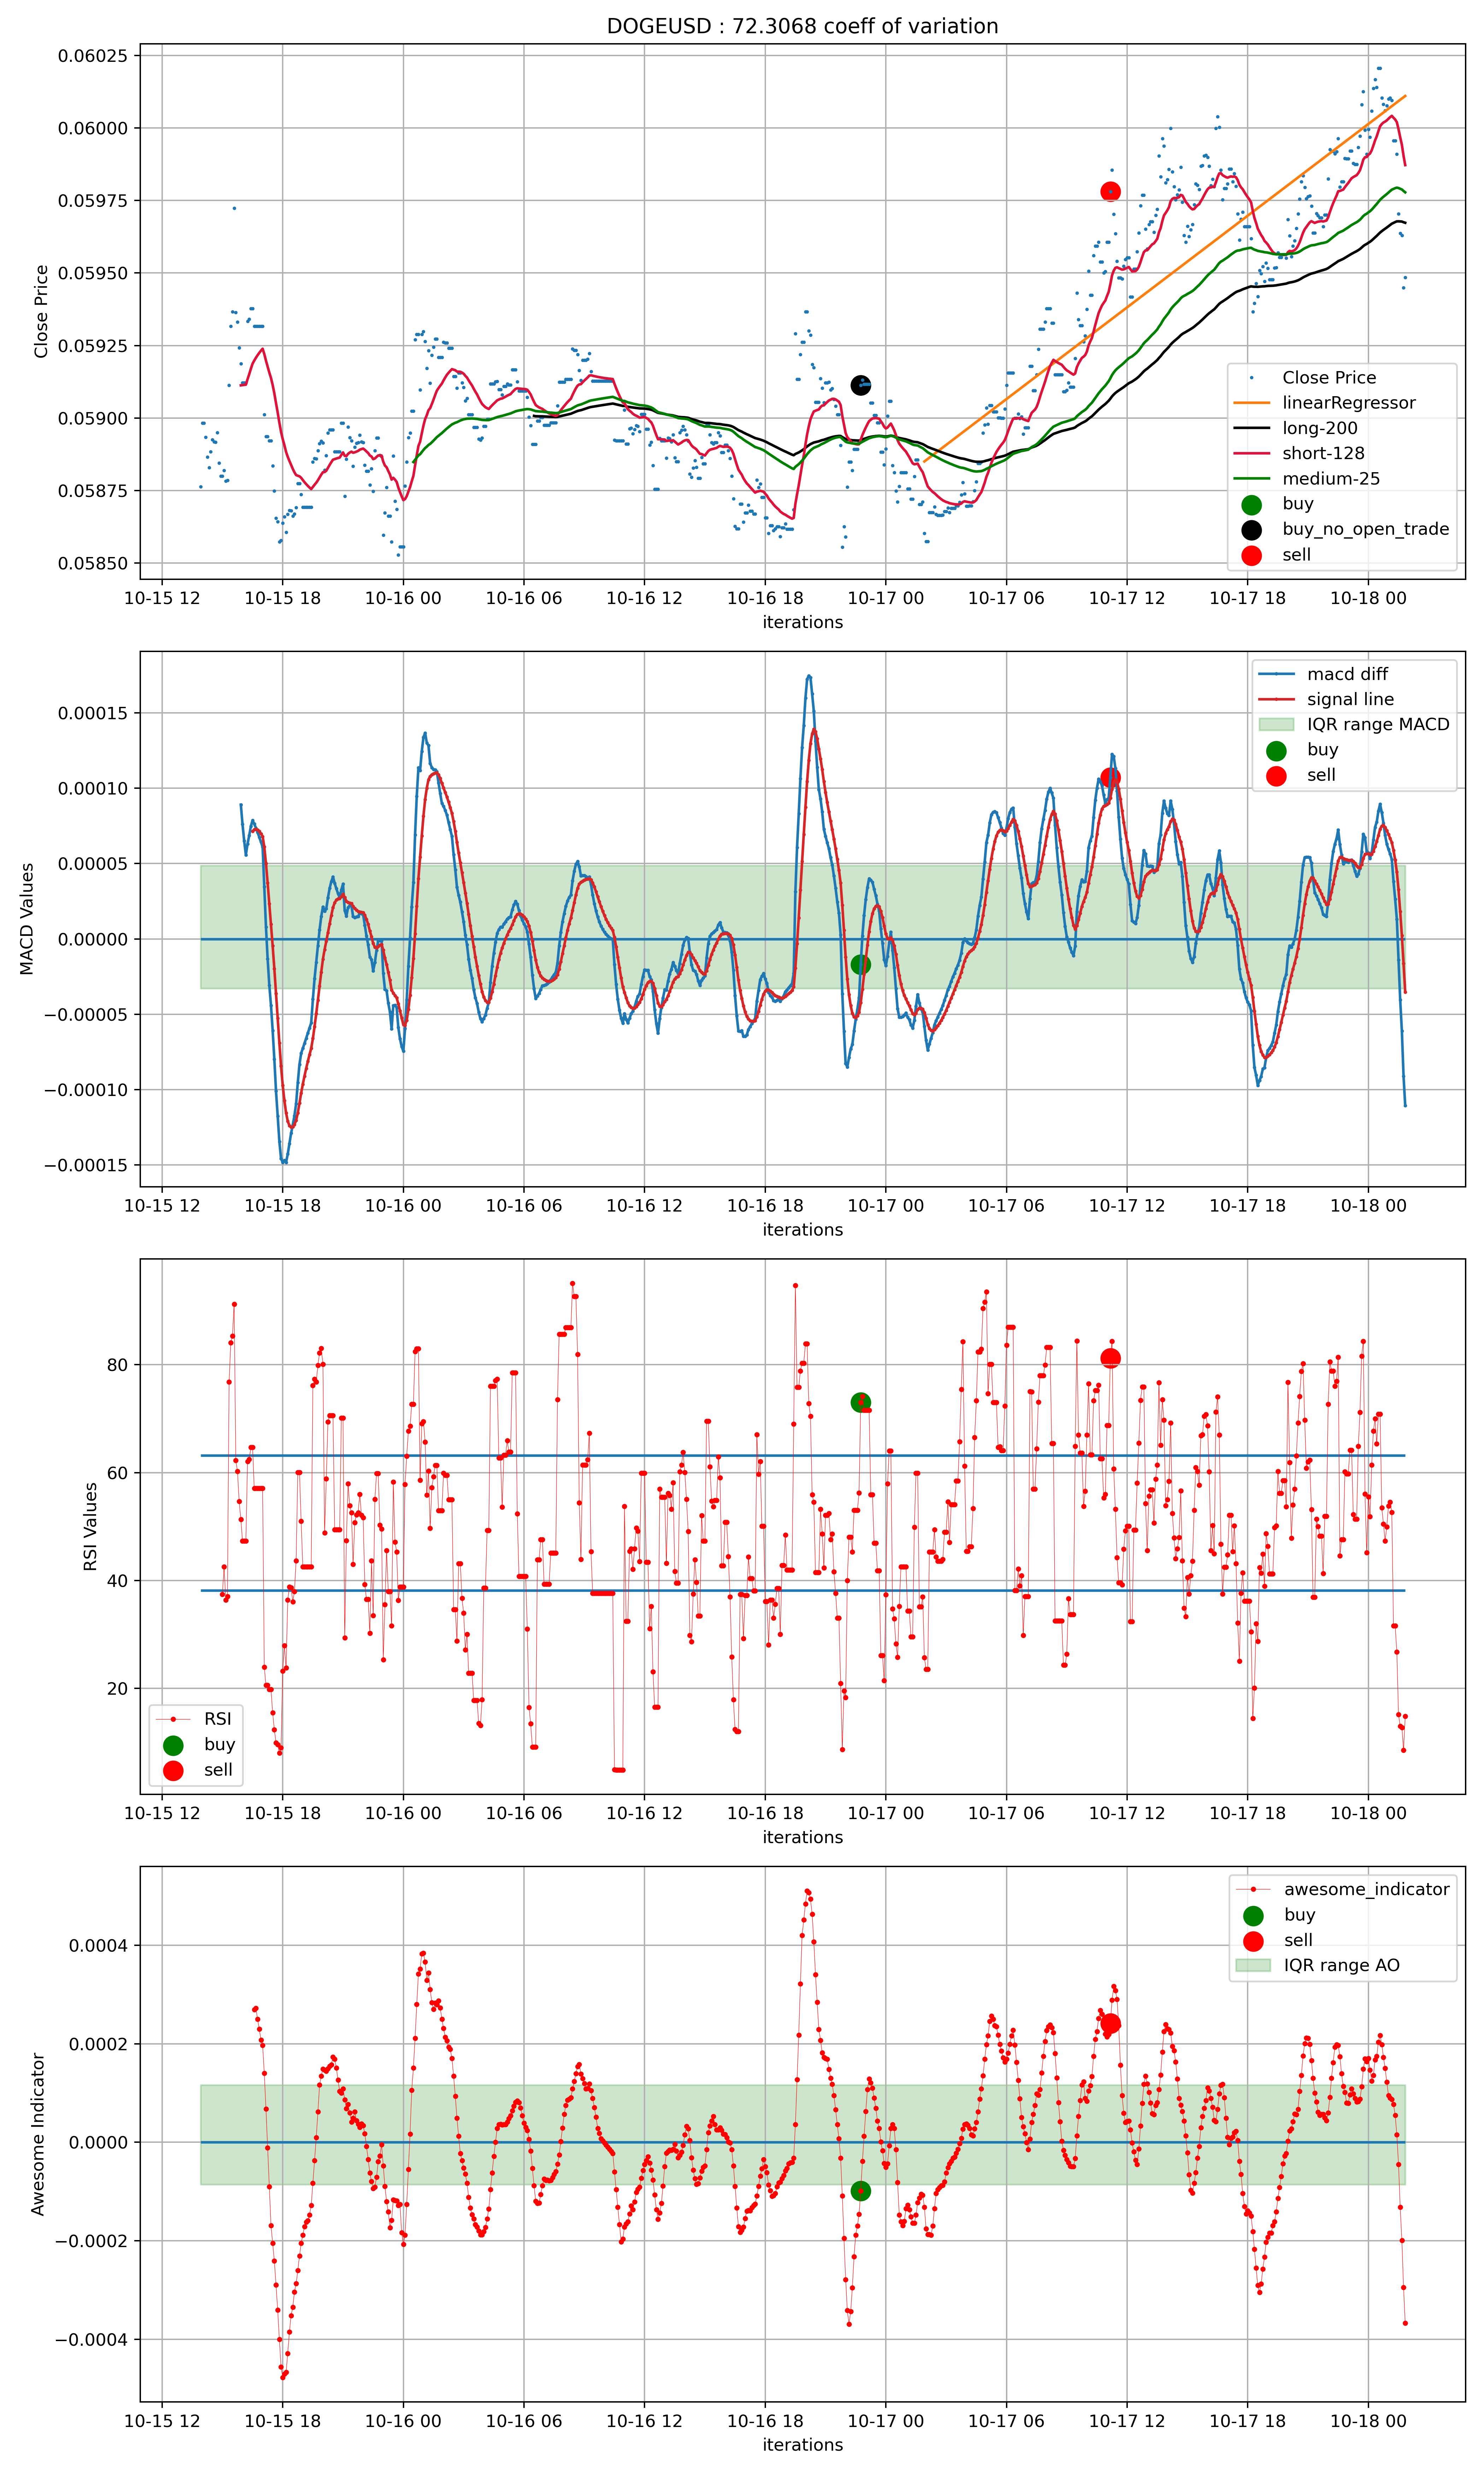 DOGEUSD : 72.3068 coeff of variation
0.06025
0.06000
0.05975
0.05950
0.05925
0.05900
0.05875
0.05850
Close Price
Close Price
linearRegressor
long-200
short-128
medium-25
buy
buy_no_open_trade
sell
10-15 12 10-15 18 10-16 00 10-16 06 10-16 12 10-16 18 10-17 00 10-17 06 10-17 12 10-17 18 10-18 00
iterations
0.00015
0.00010
0.00005
0.00000
−0.00005
−0.00010
−0.00015
MACD Values
macd diff
signal line
IQR range MACD
buy
sell
10-15 12 10-15 18 10-16 00 10-16 06 10-16 12 10-16 18 10-17 00 10-17 06 10-17 12 10-17 18 10-18 00
iterations
80
60
40
20
RSI Values
RSI
buy
sell
10-15 12 10-15 18 10-16 00 10-16 06 10-16 12 10-16 18 10-17 00 10-17 06 10-17 12 10-17 18 10-18 00
iterations
0.0004
0.0002
0.0000
−0.0002
−0.0004
Awesome Indicator
awesome_indicator
buy
sell
IQR range AO
10-15 12 10-15 18 10-16 00 10-16 06 10-16 12 10-16 18 10-17 00 10-17 06 10-17 12 10-17 18 10-18 00
iterations